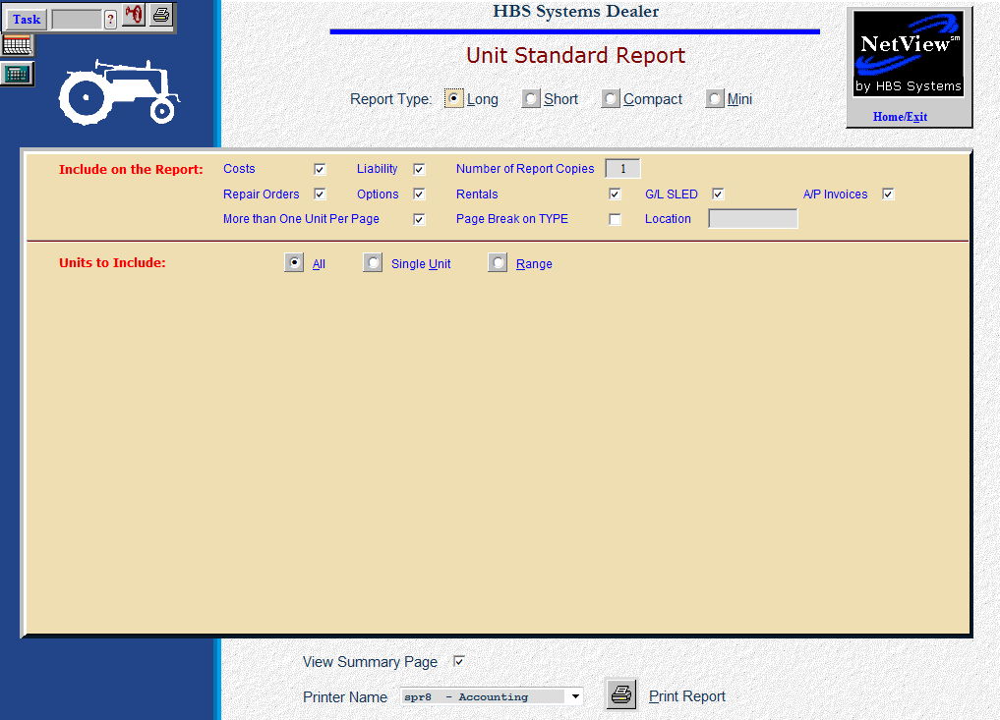 Task ?
HBS Systems Dealer
Unit Standard Report
NetView SM
by HBS Systems
Home/Exit
Report Type: Long Short Compact Mini
Include on the Report: Costs Liability Number of Report Copies 1
Repair Orders Options Rentals G/L SLED A/P Invoices
More than One Unit Per Page Page Break on TYPE Location
Units to Include: All Single Unit Range
View Summary Page
Printer Name spr8 - Accounting Print Report